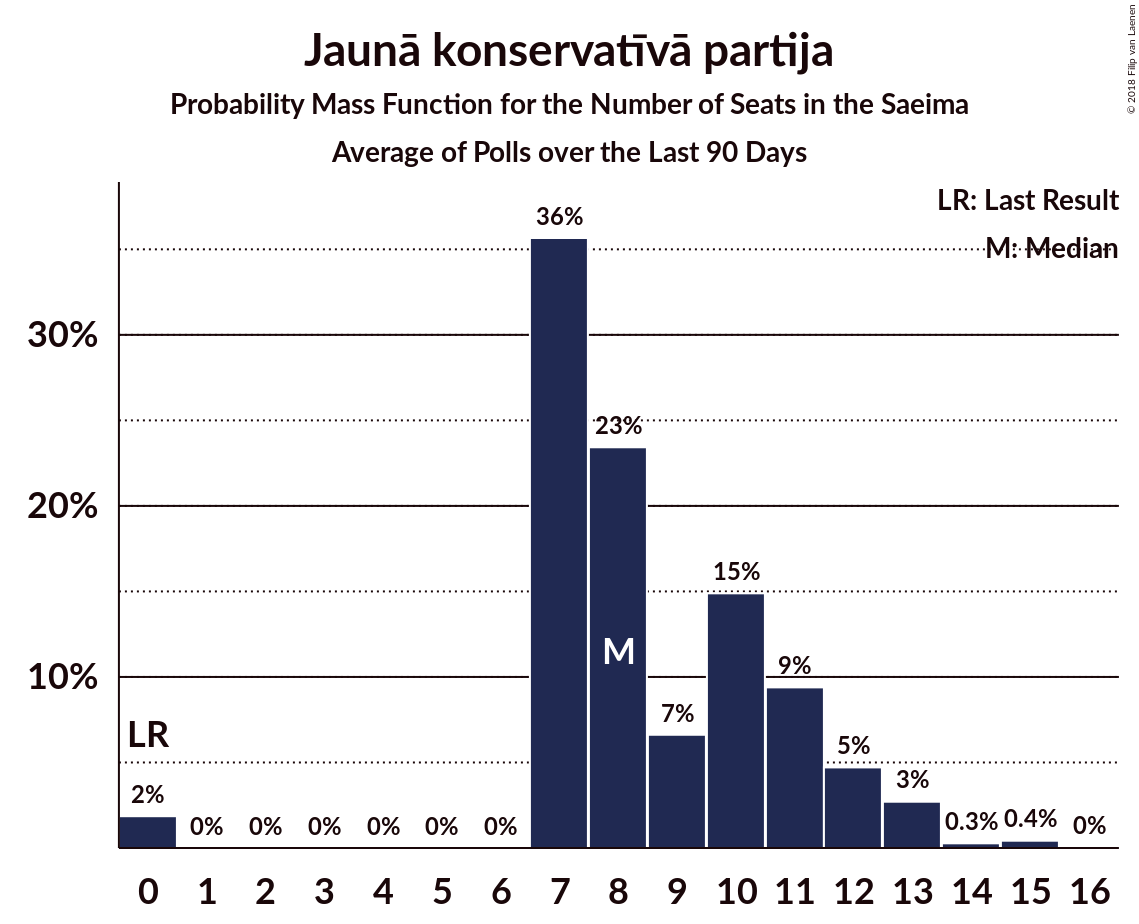 Jaunā konservatīvā partija
Probability Mass Function for the Number of Seats in the Saeima
Average of Polls over the Last 90 Days
© 2018 Filip van Laenen
LR: Last Result
M: Median
36%
30%
23%
20%
15%
M
10%
9%
7%
LR
5%
3%
2%
0% 0% 0% 0% 0% 0% 0.3% 0.4% 0%
0 1 2 3 4 5 6 7 8 9 10 11 12 13 14 15 16